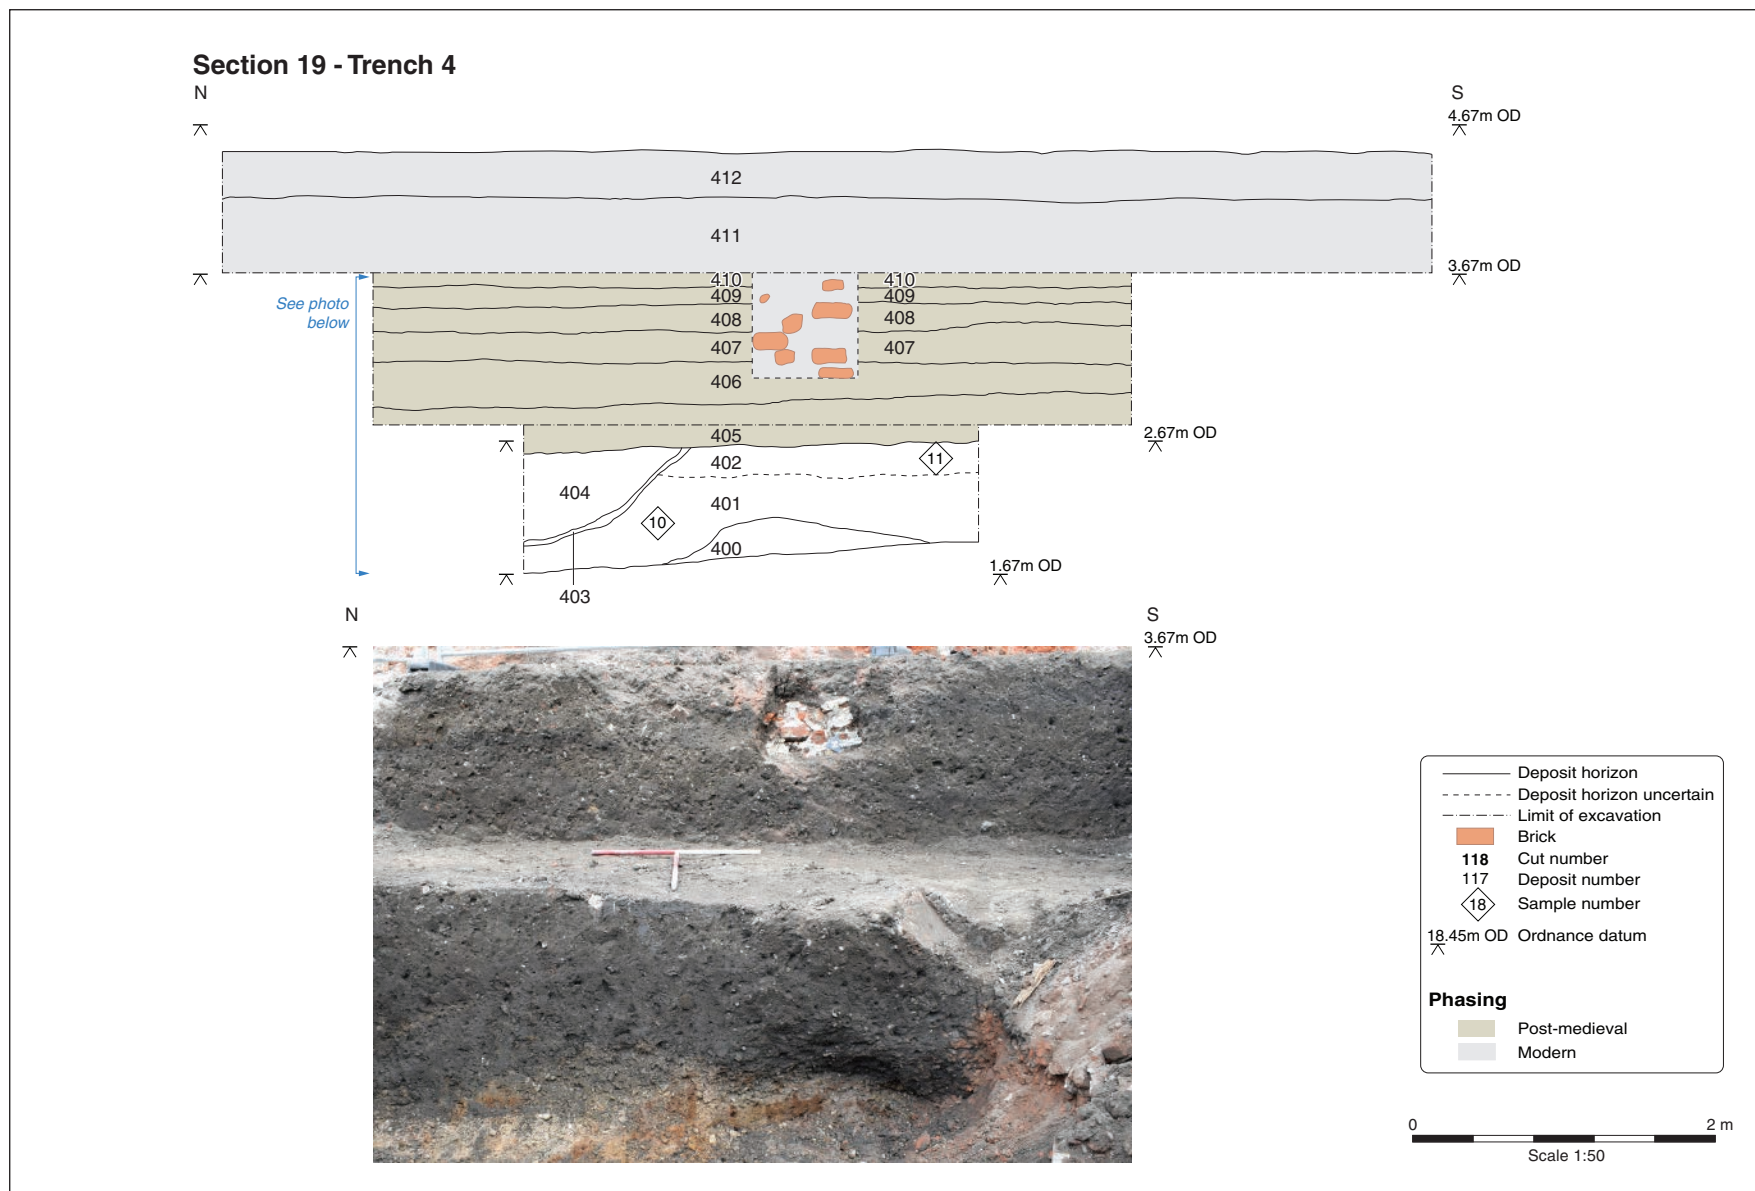 Section 19 - Trench 4
N
S
4.67m OD
412
411
3.67m OD
See photo
below
410
410
409
409
408
408
407
407
406
405
2.67m OD
402
11
404
401
10
400
1.67m OD
403
N
S
3.67m OD
Deposit horizon
Deposit horizon uncertain
Limit of excavation
Brick
118 Cut number
117 Deposit number
18 Sample number
18.45m OD Ordnance datum
Phasing
Post-medieval
Modern
0 2 m
Scale 1:50